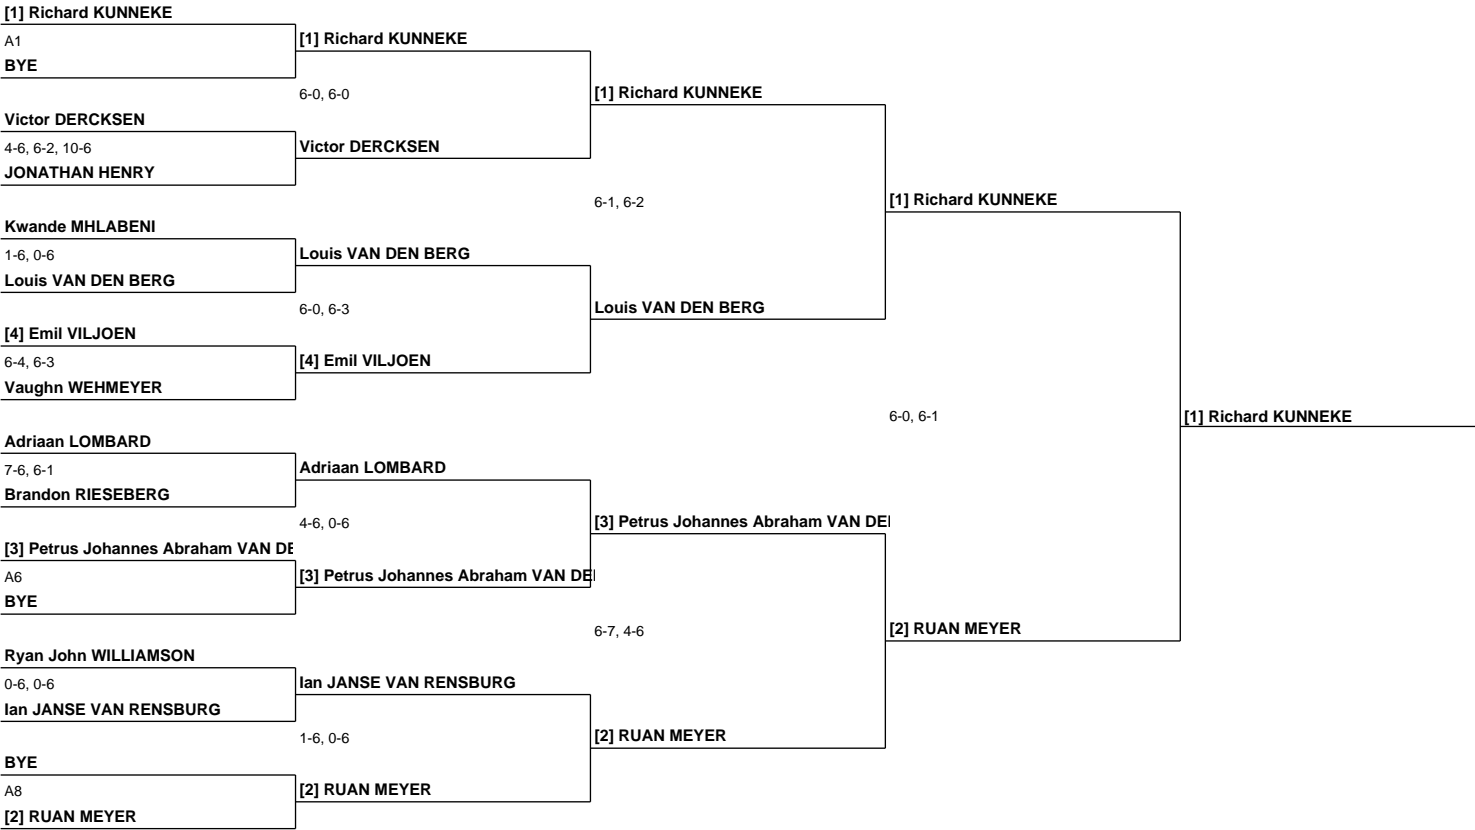 [1] Richard KUNNEKE
A1
BYE
Victor DERCKSEN
4-6, 6-2, 10-6
JONATHAN HENRY
Kwande MHLABENI
1-6, 0-6
Louis VAN DEN BERG
[4] Emil VILJOEN
6-4, 6-3
Vaughn WEHMEYER
Adriaan LOMBARD
7-6, 6-1
Brandon RIESEBERG
[3] Petrus Johannes Abraham VAN DE
A6
BYE
Ryan John WILLIAMSON
0-6, 0-6
Ian JANSE VAN RENSBURG
BYE
A8
[2] RUAN MEYER
[1] Richard KUNNEKE
6-0, 6-0
Victor DERCKSEN
Louis VAN DEN BERG
6-0, 6-3
[4] Emil VILJOEN
Adriaan LOMBARD
4-6, 0-6
[3] Petrus Johannes Abraham VAN DE
Ian JANSE VAN RENSBURG
1-6, 0-6
[2] RUAN MEYER
[1] Richard KUNNEKE
6-1, 6-2
Louis VAN DEN BERG
[3] Petrus Johannes Abraham VAN DE
6-7, 4-6
[2] RUAN MEYER
[1] Richard KUNNEKE
6-0, 6-1
[2] RUAN MEYER
[1] Richard KUNNEKE